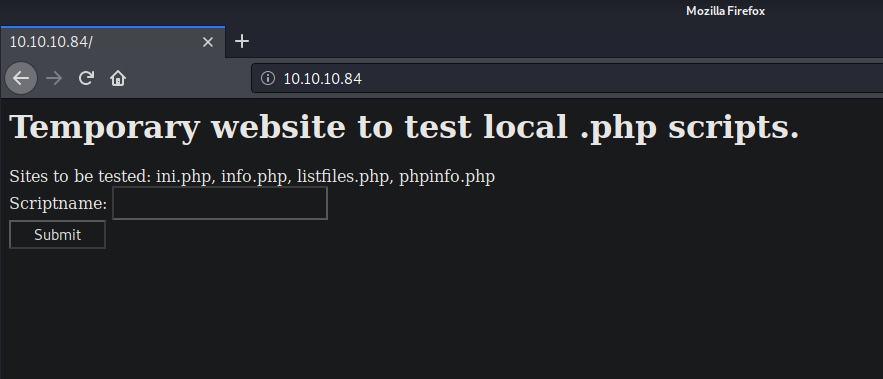 Mozilla Firefox
10.10.10.84/
10.10.10.84
Temporary website to test local .php scripts.
Sites to be tested: ini.php, info.php, listfiles.php, phpinfo.php
Scriptname:
Submit